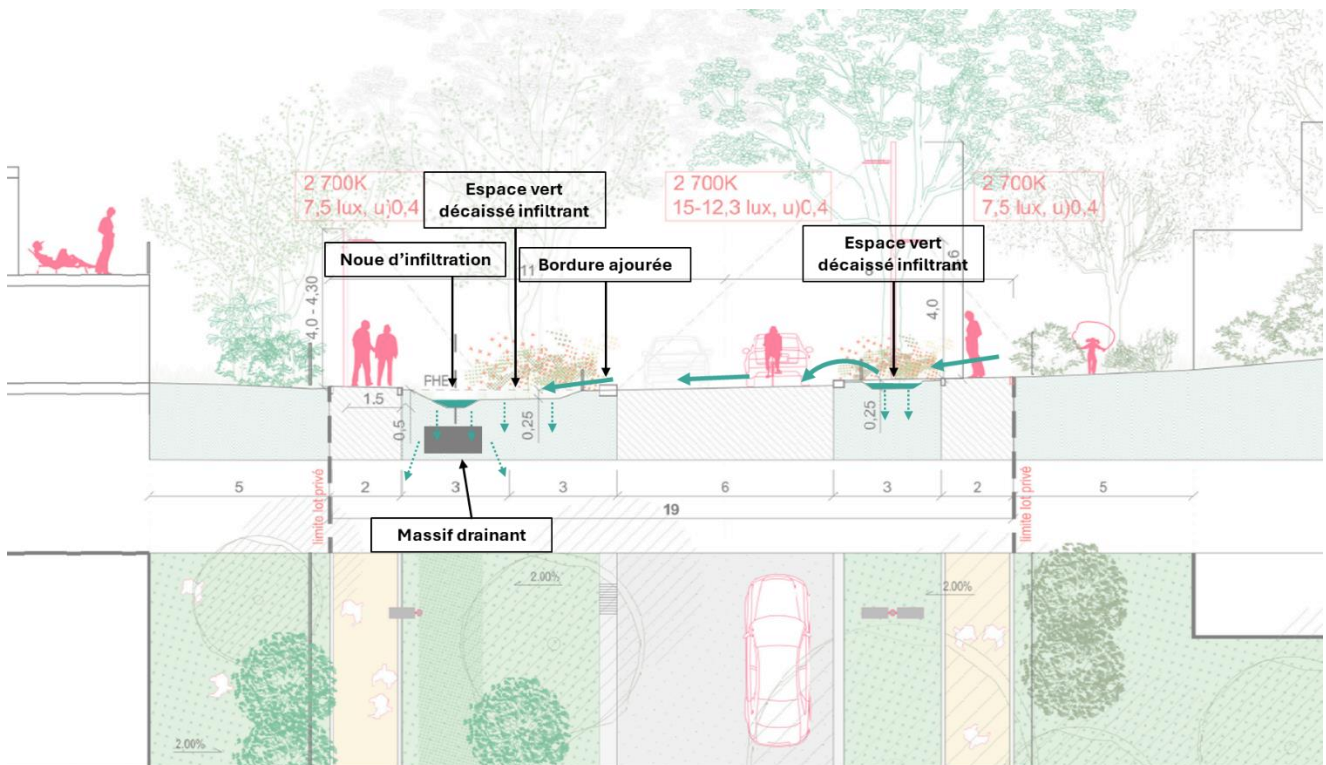 2 700K
7,5 lux, u)0,4
Espace vert
décaissé infiltrant
2 700K
15-12,3 lux, u)0,4
2 700K
7,5 lux, u)0,4
Noue d'infiltration
11
Bordure ajourée
Espace vert
décaissé infiltrant
4,0 - 4,30
4,0
FHE
1.5
0,5
0,25
0,25
5
2
3
3
6
3
2
5
19
limite lot privé
limite lot privé
Massif drainant
2.00%
2.00%
2.00%